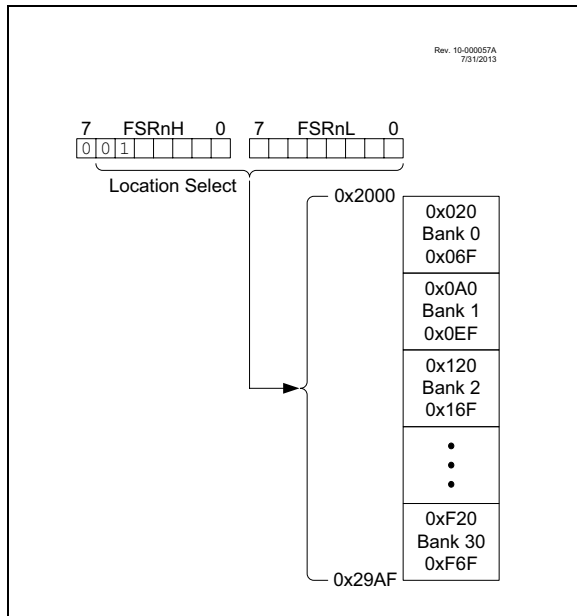 Rev. 10-000057A
7/31/2013
7 FSRnH 0 7 FSRnL 0
0 0 1
Location Select
0x2000
0x020
Bank 0
0x06F
0x0A0
Bank 1
0x0EF
0x120
Bank 2
0x16F
0xF20
Bank 30
0xF6F
0x29AF